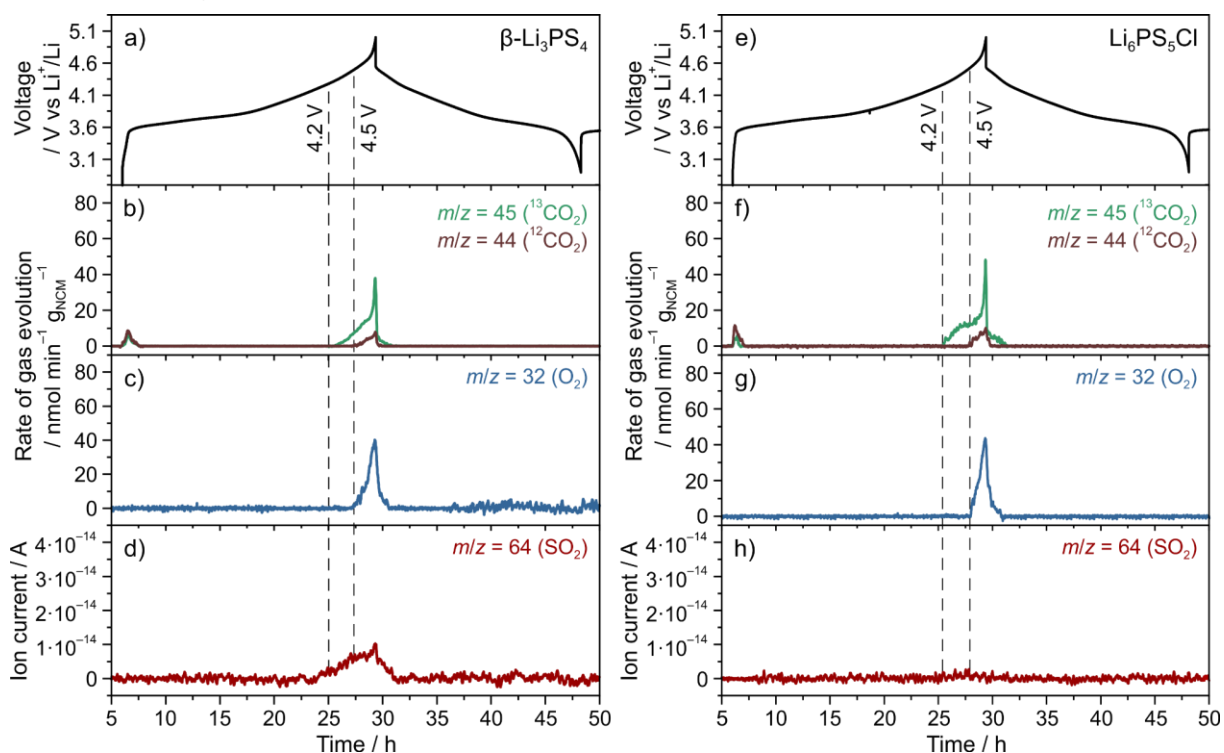 a)
β-Li₃PS₄
Voltage
/ V vs Li⁺/Li
5.1
4.6
4.1
3.6
3.1
4.2 V
4.5 V
b)
m/z = 45 (¹³CO₂)
m/z = 44 (¹²CO₂)
80
60
40
20
0
Rate of gas evolution
/ nmol min⁻¹ g_NCM⁻¹
c)
m/z = 32 (O₂)
80
60
40
20
0
d)
m/z = 64 (SO₂)
Ion current / A
4·10⁻¹⁴
3·10⁻¹⁴
2·10⁻¹⁴
1·10⁻¹⁴
0
5 10 15 20 25 30 35 40 45 50
Time / h
e)
Li₆PS₅Cl
Voltage
/ V vs Li⁺/Li
5.1
4.6
4.1
3.6
3.1
4.2 V
4.5 V
f)
m/z = 45 (¹³CO₂)
m/z = 44 (¹²CO₂)
80
60
40
20
0
Rate of gas evolution
/ nmol min⁻¹ g_NCM⁻¹
g)
m/z = 32 (O₂)
80
60
40
20
0
h)
m/z = 64 (SO₂)
Ion current / A
4·10⁻¹⁴
3·10⁻¹⁴
2·10⁻¹⁴
1·10⁻¹⁴
0
5 10 15 20 25 30 35 40 45 50
Time / h